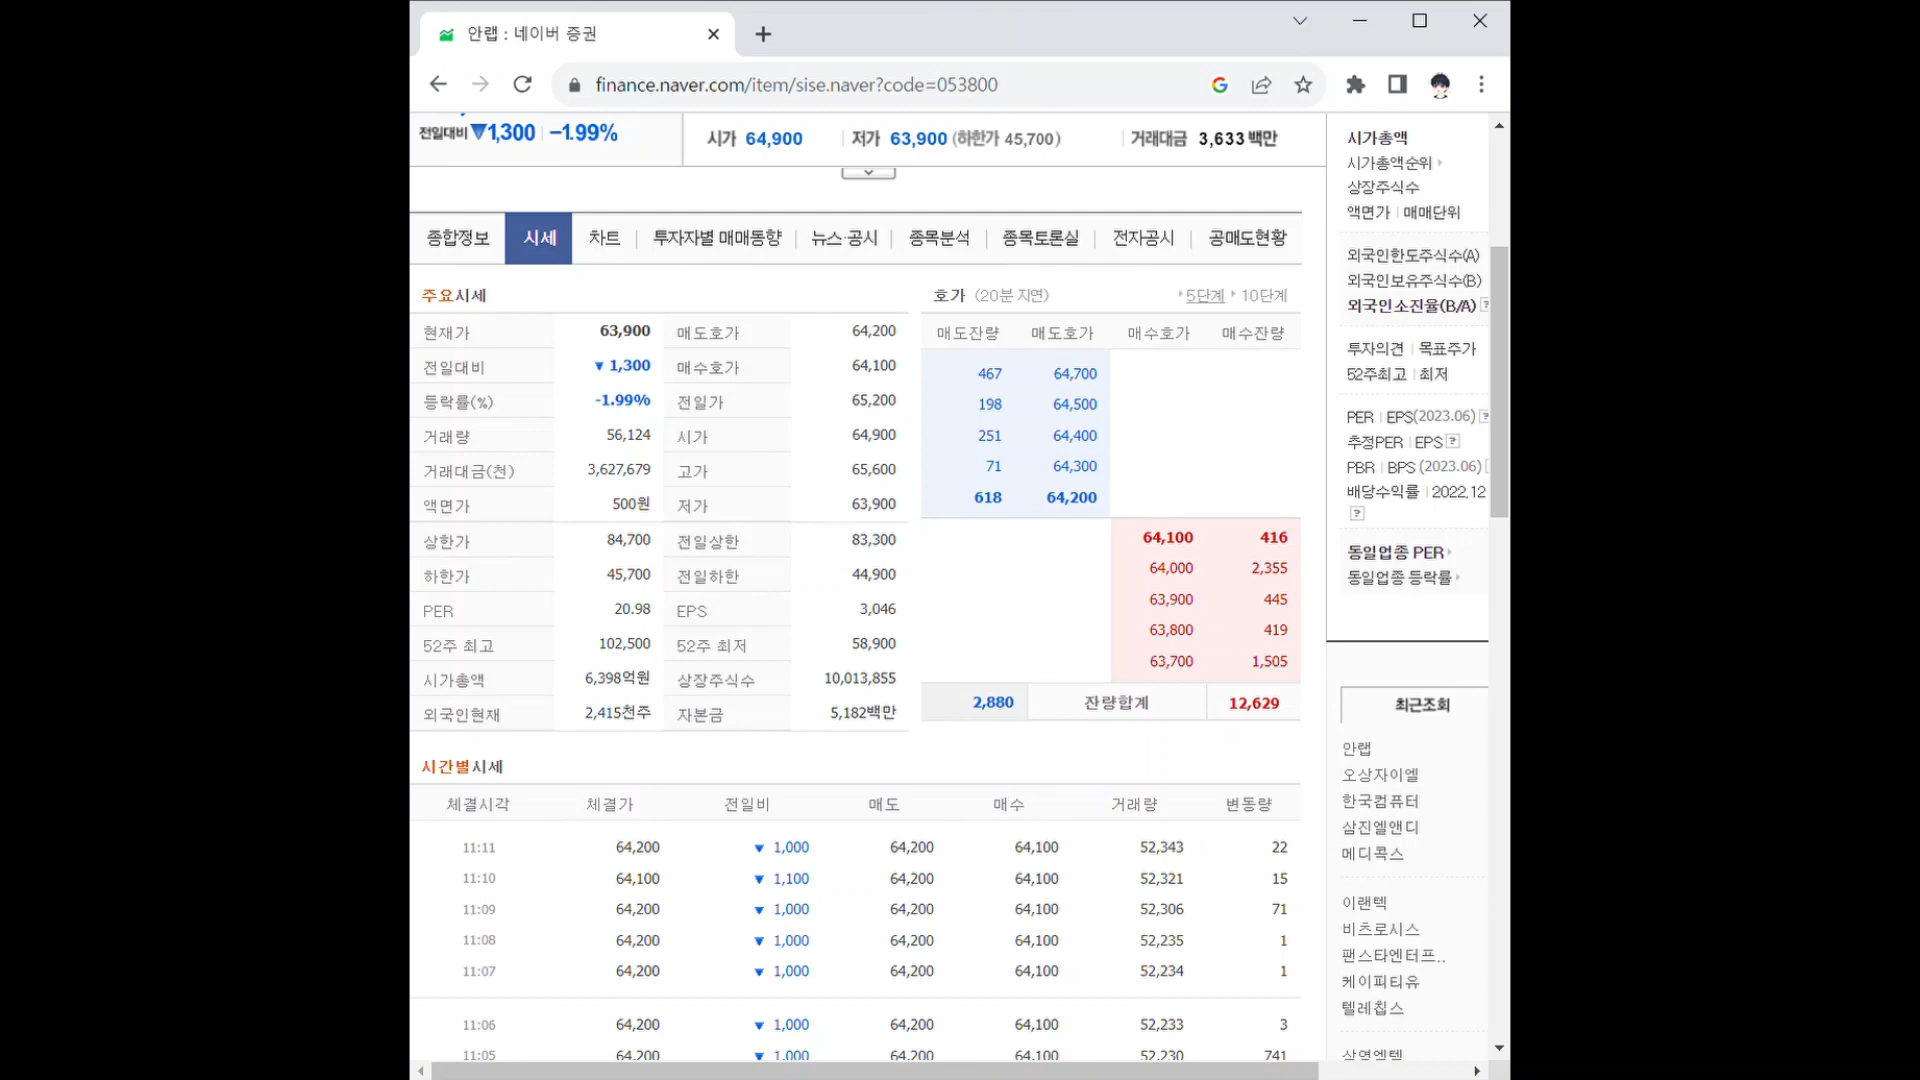 안랩 : 네이버 증권
finance.naver.com/item/sise.naver?code=053800
전일대비 ▼1,300 | -1.99%
시가 64,900 | 저가 63,900 (하한가 45,700) | 거래대금 3,633 백만
종합정보 시세 차트 | 투자자별 매매동향 | 뉴스·공시 | 종목분석 | 종목토론실 | 전자공시 | 공매도현황
주요시세
현재가 63,900 매도호가 64,200
전일대비 ▼ 1,300 매수호가 64,100
등락률(%) -1.99% 전일가 65,200
거래량 56,124 시가 64,900
거래대금(천) 3,627,679 고가 65,600
액면가 500원 저가 63,900
상한가 84,700 전일상한 83,300
하한가 45,700 전일하한 44,900
PER 20.98 EPS 3,046
52주 최고 102,500 52주 최저 58,900
시가총액 6,398억원 상장주식수 10,013,855
외국인현재 2,415천주 자본금 5,182백만
호가 (20분 지연) 5단계 10단계
매도잔량 매도호가 매수호가 매수잔량
467 64,700
198 64,500
251 64,400
71 64,300
618 64,200
64,100 416
64,000 2,355
63,900 445
63,800 419
63,700 1,505
2,880 잔량합계 12,629
시간별시세
체결시각 체결가 전일비 매도 매수 거래량 변동량
11:11 64,200 ▼ 1,000 64,200 64,100 52,343 22
11:10 64,100 ▼ 1,100 64,200 64,100 52,321 15
11:09 64,200 ▼ 1,000 64,200 64,100 52,306 71
11:08 64,200 ▼ 1,000 64,200 64,100 52,235 1
11:07 64,200 ▼ 1,000 64,200 64,100 52,234 1
11:06 64,200 ▼ 1,000 64,200 64,100 52,233 3
11:05 64,200 ▼ 1,000 64,200 64,100 52,230 741
시가총액
시가총액순위
상장주식수
액면가 | 매매단위
외국인한도주식수(A)
외국인보유주식수(B)
외국인소진율(B/A) ?
투자의견 | 목표주가
52주최고 | 최저
PER | EPS(2023.06) ?
추정PER | EPS ?
PBR | BPS (2023.06)
배당수익률 | 2022.12
?
동일업종 PER
동일업종 등락률
최근조회
안랩
오상자이엘
한국컴퓨터
삼진엘앤디
메디콕스
이랜텍
비츠로시스
팬스타엔터프..
케이피티유
텔레칩스
삼영엠텍